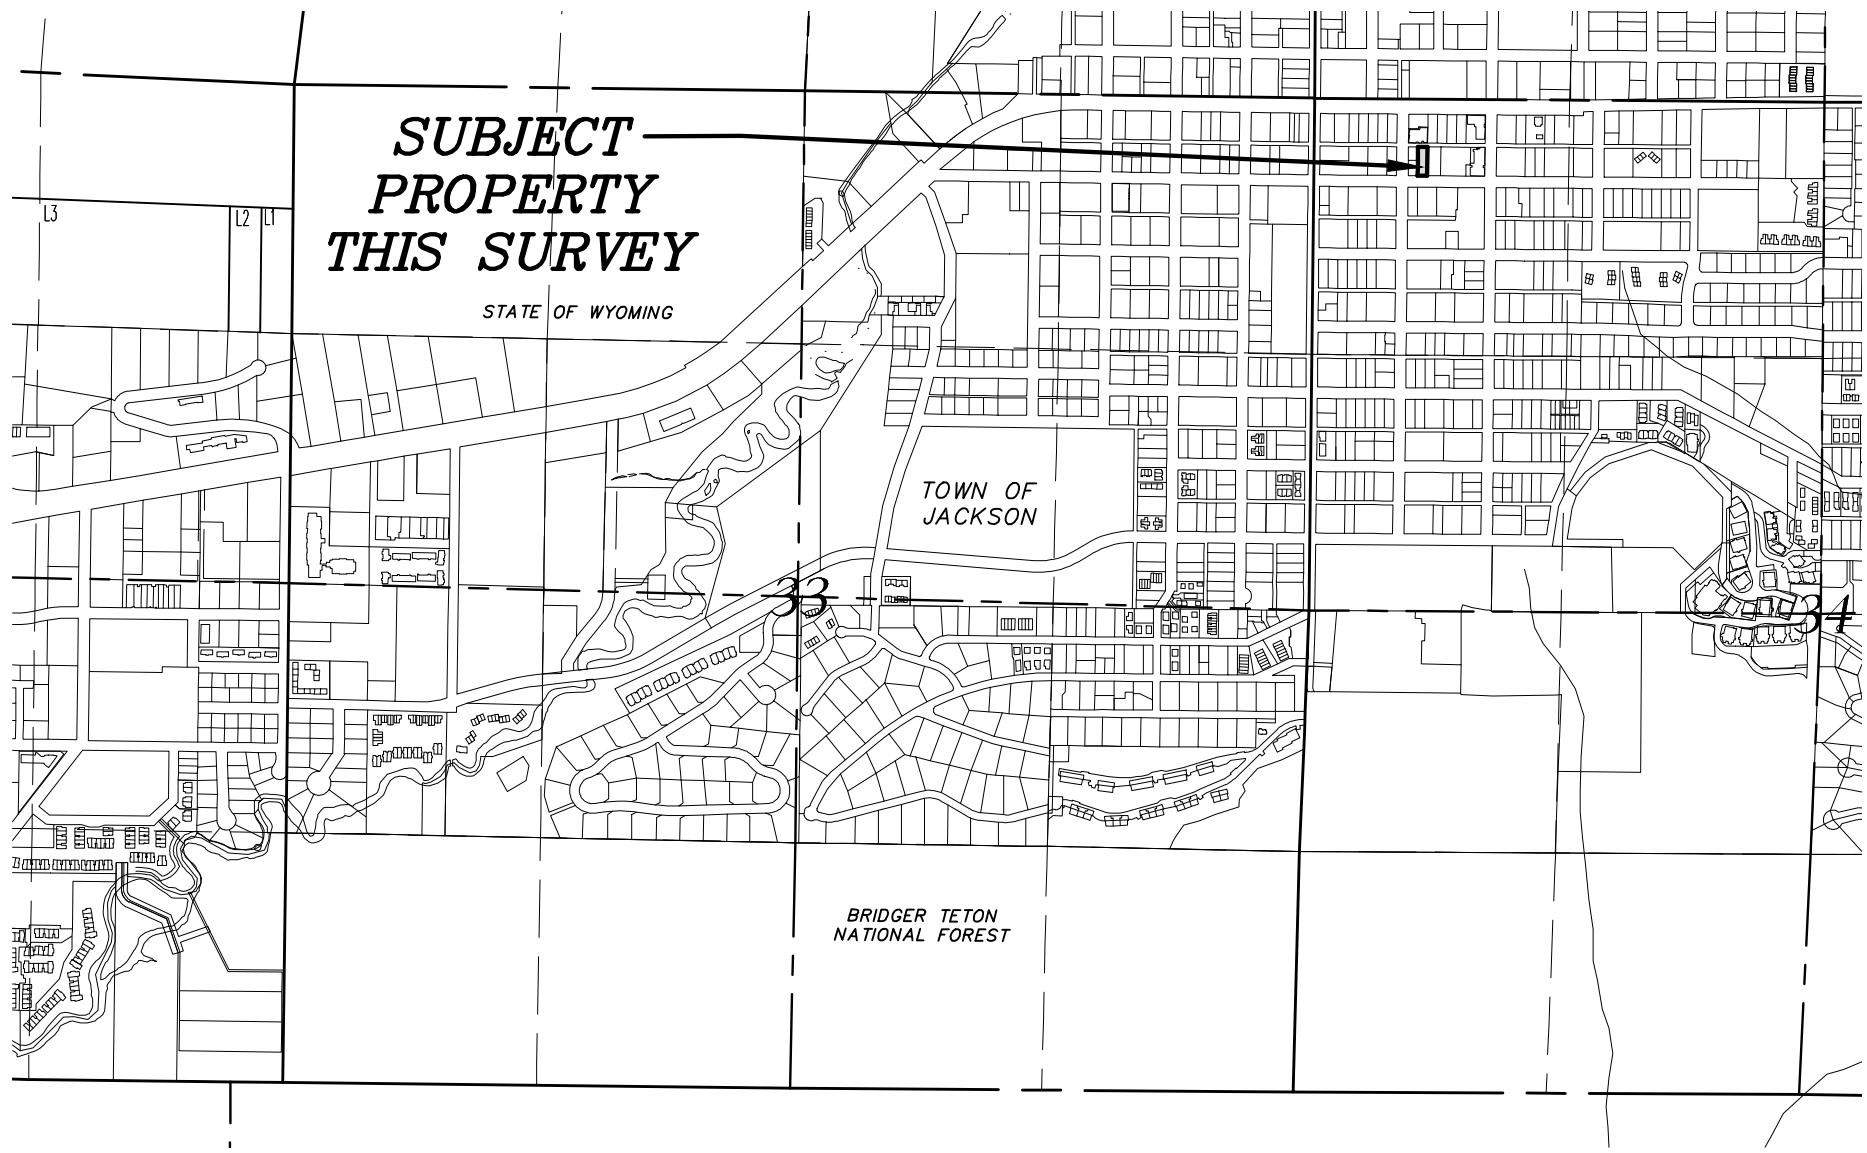 SUBJECT
PROPERTY
THIS SURVEY
L3
L2
L1
STATE OF WYOMING
TOWN OF
JACKSON
33
34
BRIDGER TETON
NATIONAL FOREST